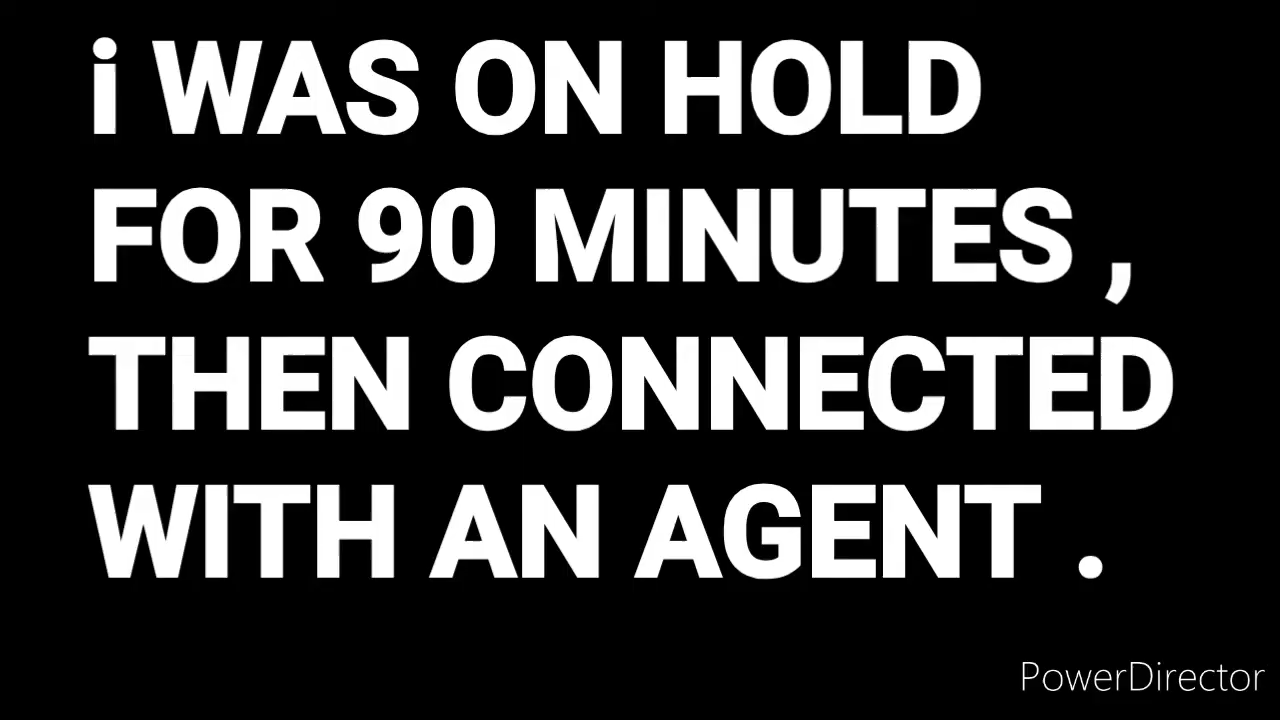 i WAS ON HOLD
FOR 90 MINUTES ,
THEN CONNECTED
WITH AN AGENT .
PowerDirector